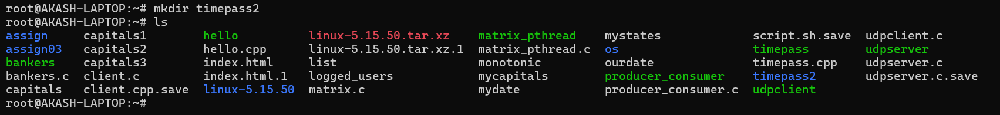 root@AKASH-LAPTOP:~# mkdir timepass2
root@AKASH-LAPTOP:~# ls
assign    capitals1        hello         linux-5.15.50.tar.xz    matrix_pthread    mystates             script.sh.save  udpclient.c
assign03  capitals2        hello.cpp     linux-5.15.50.tar.xz.1  matrix_pthread.c  os                   timepass        udpserver
bankers   capitals3        index.html    list                    monotonic         ourdate              timepass.cpp    udpserver.c
bankers.c  client.c         index.html.1  logged_users            mycapitals        producer_consumer    timepass2       udpserver.c.save
capitals  client.cpp.save  linux-5.15.50  matrix.c                mydate            producer_consumer.c  udpclient
root@AKASH-LAPTOP:~#